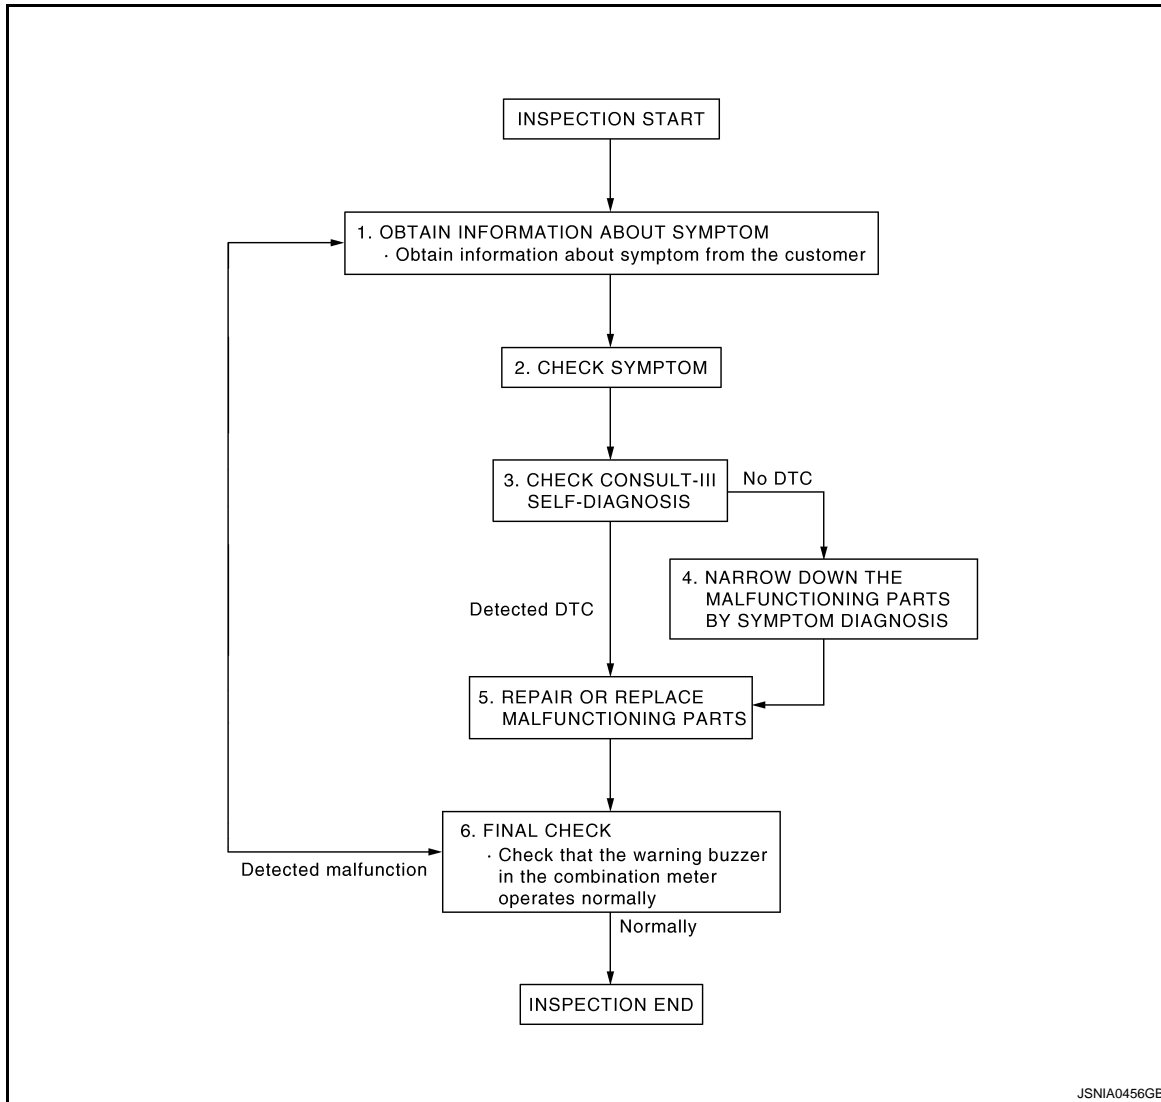 INSPECTION START
1. OBTAIN INFORMATION ABOUT SYMPTOM
· Obtain information about symptom from the customer
2. CHECK SYMPTOM
3. CHECK CONSULT-III
SELF-DIAGNOSIS
No DTC
4. NARROW DOWN THE
MALFUNCTIONING PARTS
BY SYMPTOM DIAGNOSIS
Detected DTC
5. REPAIR OR REPLACE
MALFUNCTIONING PARTS
6. FINAL CHECK
· Check that the warning buzzer
in the combination meter
operates normally
Detected malfunction
Normally
INSPECTION END
JSNIA0456GB